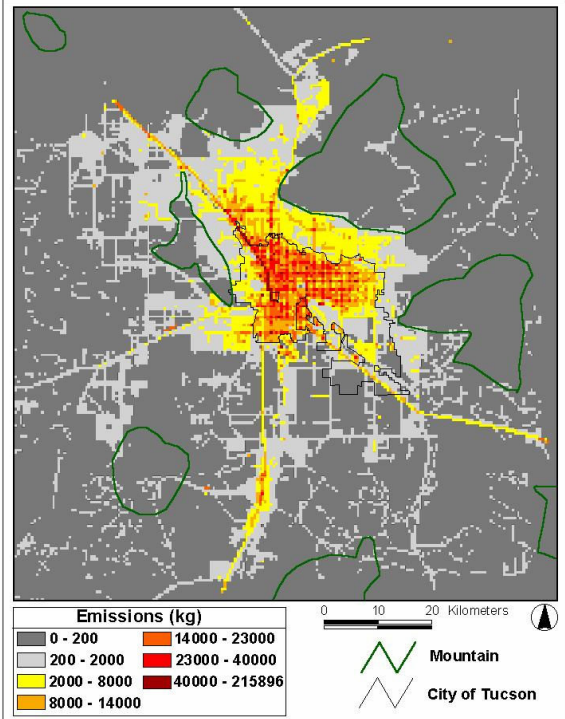 Emissions (kg)
0 - 200
200 - 2000
2000 - 8000
8000 - 14000
14000 - 23000
23000 - 40000
40000 - 215896
0 10 20 Kilometers
Mountain
City of Tucson